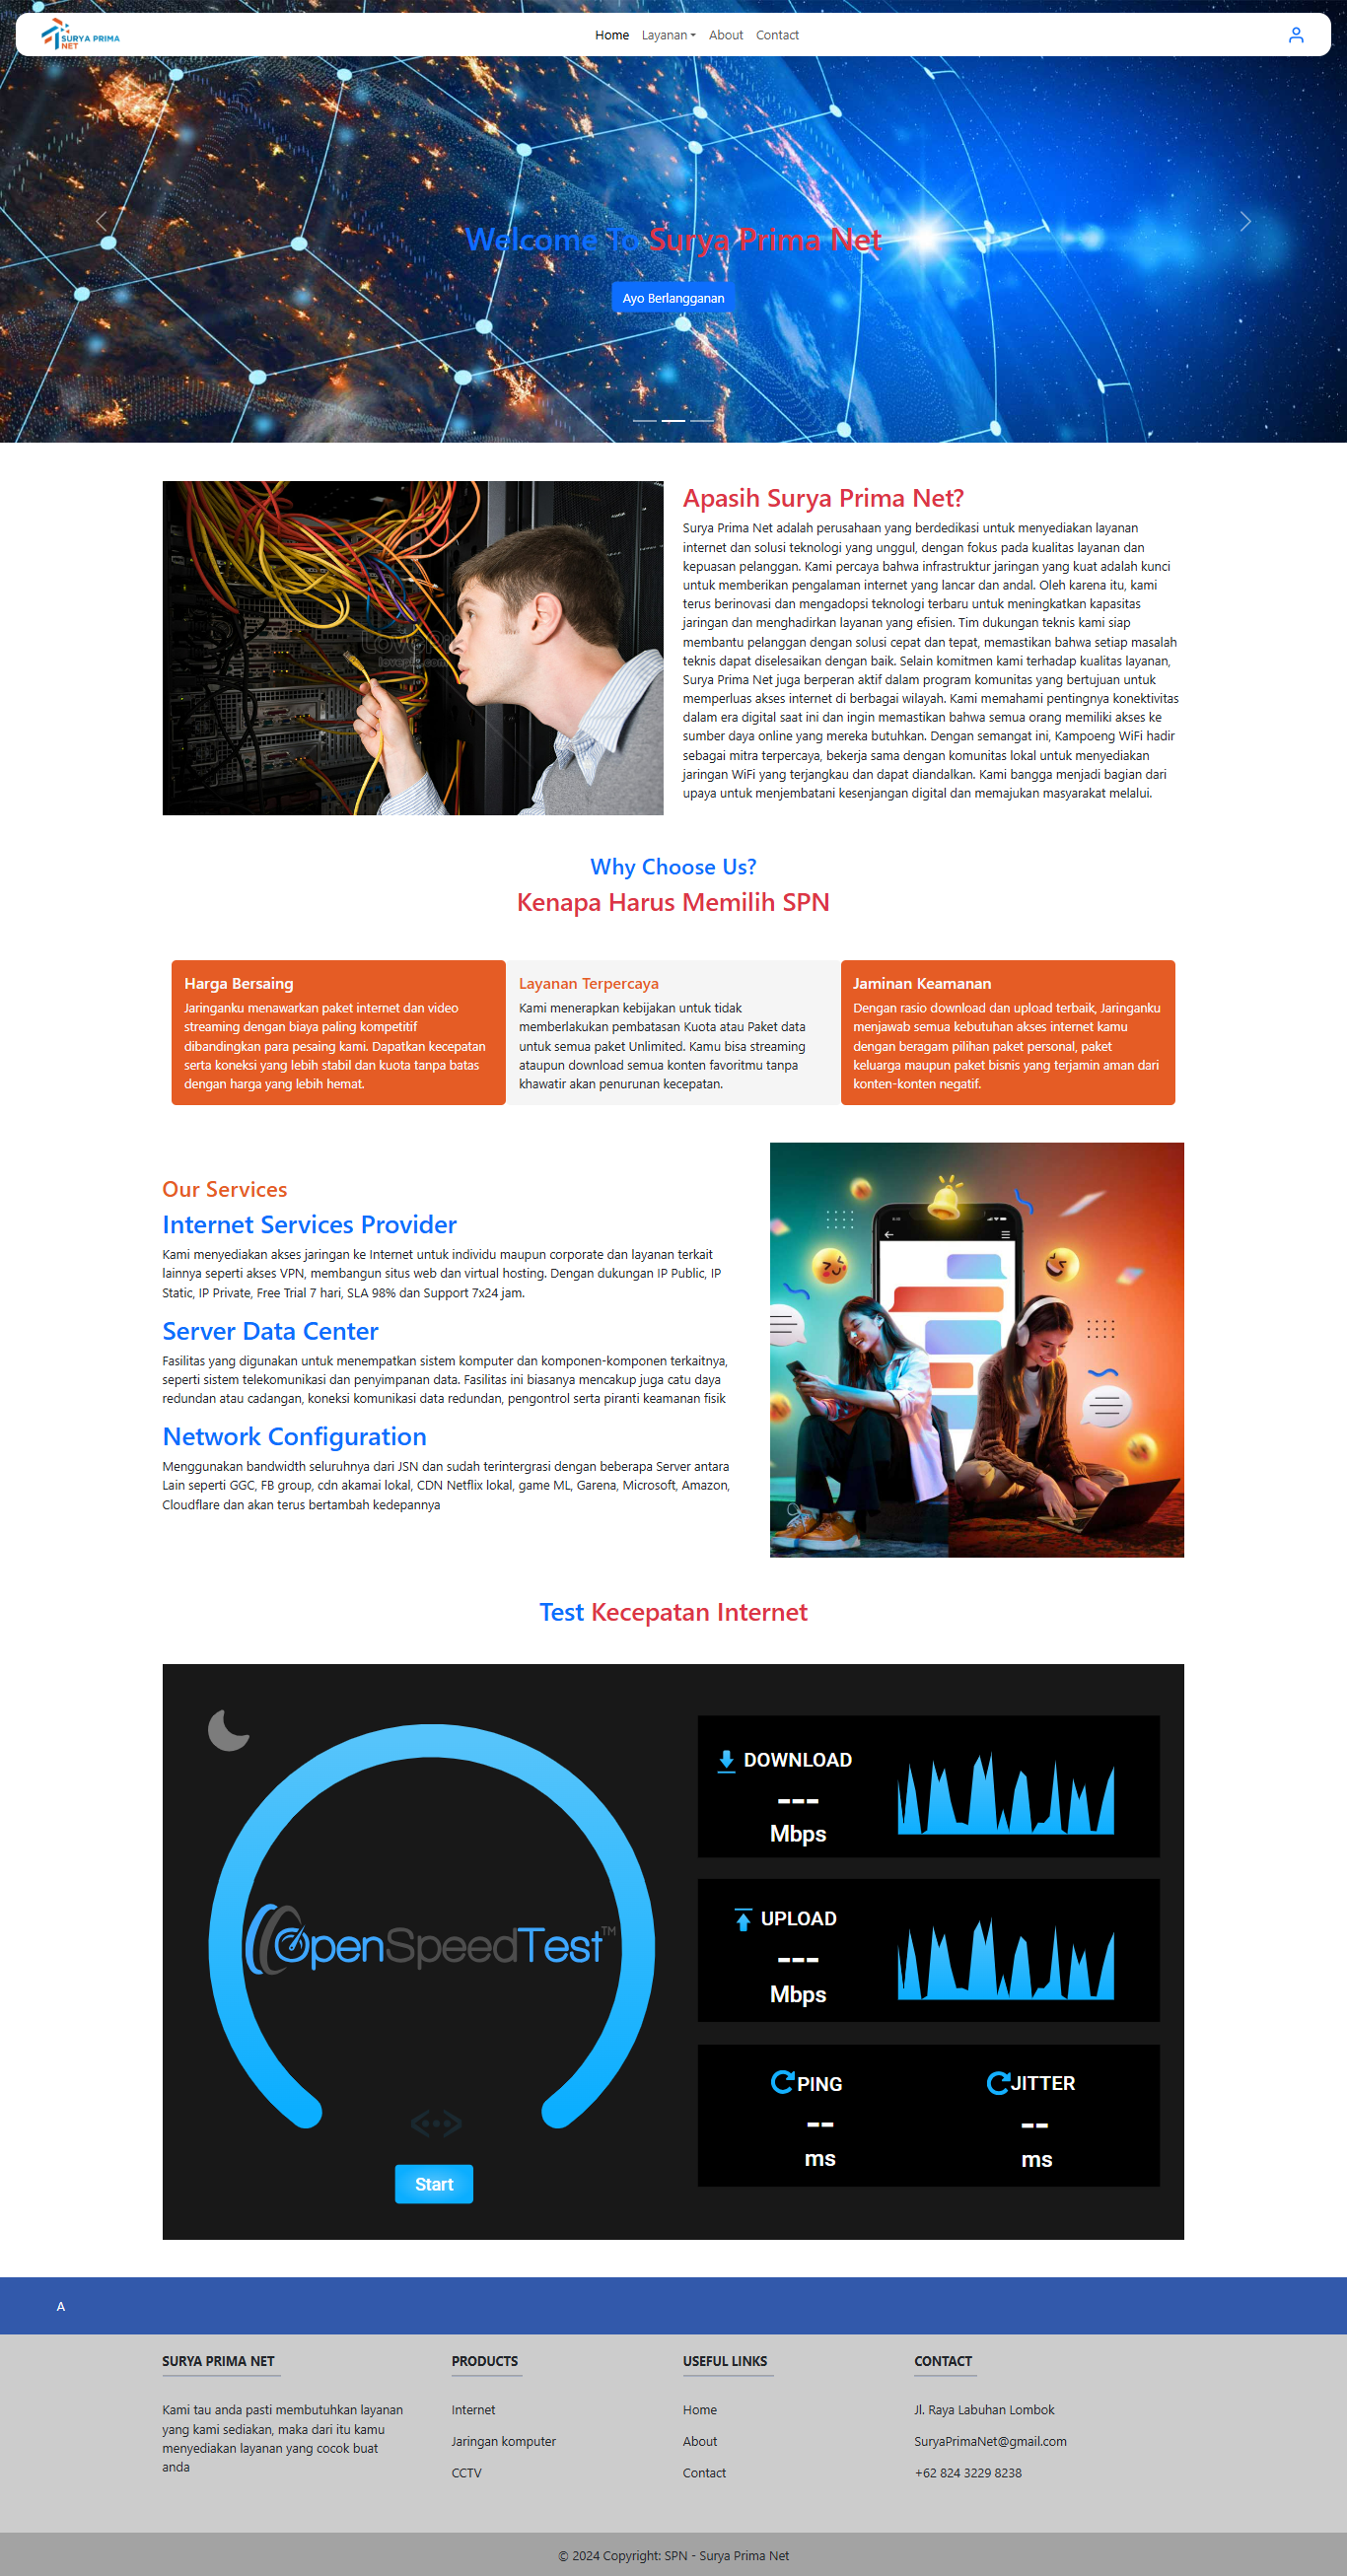 SURYA PRIMA
NET
Home Layanan About Contact
Welcome To Surya Prima Net
Ayo Berlangganan
Apasih Surya Prima Net?
Surya Prima Net adalah perusahaan yang berdedikasi untuk menyediakan layanan
internet dan solusi teknologi yang unggul, dengan fokus pada kualitas layanan dan
kepuasan pelanggan. Kami percaya bahwa infrastruktur jaringan yang kuat adalah kunci
untuk memberikan pengalaman internet yang lancar dan andal. Oleh karena itu, kami
terus berinovasi dan mengadopsi teknologi terbaru untuk meningkatkan kapasitas
jaringan dan menghadirkan layanan yang efisien. Tim dukungan teknis kami siap
membantu pelanggan dengan solusi cepat dan tepat, memastikan bahwa setiap masalah
teknis dapat diselesaikan dengan baik. Selain komitmen kami terhadap kualitas layanan,
Surya Prima Net juga berperan aktif dalam program komunitas yang bertujuan untuk
memperluas akses internet di berbagai wilayah. Kami memahami pentingnya konektivitas
dalam era digital saat ini dan ingin memastikan bahwa semua orang memiliki akses ke
sumber daya online yang mereka butuhkan. Dengan semangat ini, Kampoeng WiFi hadir
sebagai mitra terpercaya, bekerja sama dengan komunitas lokal untuk menyediakan
jaringan WiFi yang terjangkau dan dapat diandalkan. Kami bangga menjadi bagian dari
upaya untuk menjembatani kesenjangan digital dan memajukan masyarakat melalui.
Why Choose Us?
Kenapa Harus Memilih SPN
Harga Bersaing
Jaringanku menawarkan paket internet dan video
streaming dengan biaya paling kompetitif
dibandingkan para pesaing kami. Dapatkan kecepatan
serta koneksi yang lebih stabil dan kuota tanpa batas
dengan harga yang lebih hemat.
Layanan Terpercaya
Kami menerapkan kebijakan untuk tidak
memberlakukan pembatasan Kuota atau Paket data
untuk semua paket Unlimited. Kamu bisa streaming
ataupun download semua konten favoritmu tanpa
khawatir akan penurunan kecepatan.
Jaminan Keamanan
Dengan rasio download dan upload terbaik, Jaringanku
menjawab semua kebutuhan akses internet kamu
dengan beragam pilihan paket personal, paket
keluarga maupun paket bisnis yang terjamin aman dari
konten-konten negatif.
Our Services
Internet Services Provider
Kami menyediakan akses jaringan ke Internet untuk individu maupun corporate dan layanan terkait
lainnya seperti akses VPN, membangun situs web dan virtual hosting. Dengan dukungan IP Public, IP
Static, IP Private, Free Trial 7 hari, SLA 98% dan Support 7x24 jam.
Server Data Center
Fasilitas yang digunakan untuk menempatkan sistem komputer dan komponen-komponen terkaitnya,
seperti sistem telekomunikasi dan penyimpanan data. Fasilitas ini biasanya mencakup juga catu daya
redundan atau cadangan, koneksi komunikasi data redundan, pengontrol serta piranti keamanan fisik
Network Configuration
Menggunakan bandwidth seluruhnya dari JSN dan sudah terintergrasi dengan beberapa Server antara
Lain seperti GGC, FB group, cdn akamai lokal, CDN Netflix lokal, game ML, Garena, Microsoft, Amazon,
Cloudflare dan akan terus bertambah kedepannya
Test Kecepatan Internet
OpenSpeedTest™
Start
DOWNLOAD
---
Mbps
UPLOAD
---
Mbps
PING
--
ms
JITTER
--
ms
A
SURYA PRIMA NET
Kami tau anda pasti membutuhkan layanan
yang kami sediakan, maka dari itu kamu
menyediakan layanan yang cocok buat
anda
PRODUCTS
Internet
Jaringan komputer
CCTV
USEFUL LINKS
Home
About
Contact
CONTACT
Jl. Raya Labuhan Lombok
SuryaPrimaNet@gmail.com
+62 824 3229 8238
© 2024 Copyright: SPN - Surya Prima Net